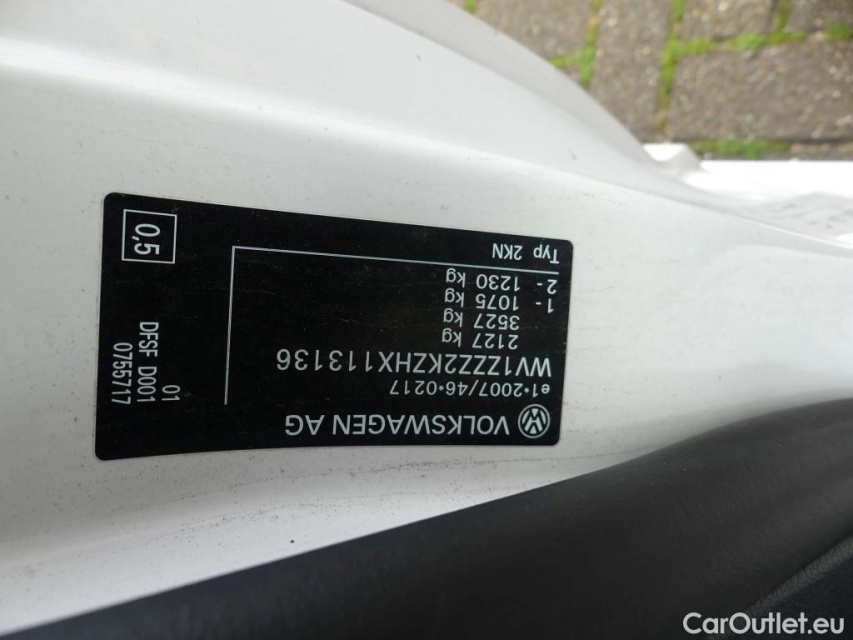 VOLKSWAGEN AG
e1*2007/46*0217
WV1ZZZ2KZHX113136
2127 kg
3527 kg
1- 1075 kg
2- 1230 kg
Typ 2KN
0,5
01
DFSF D001
0755717
CarOutlet.eu